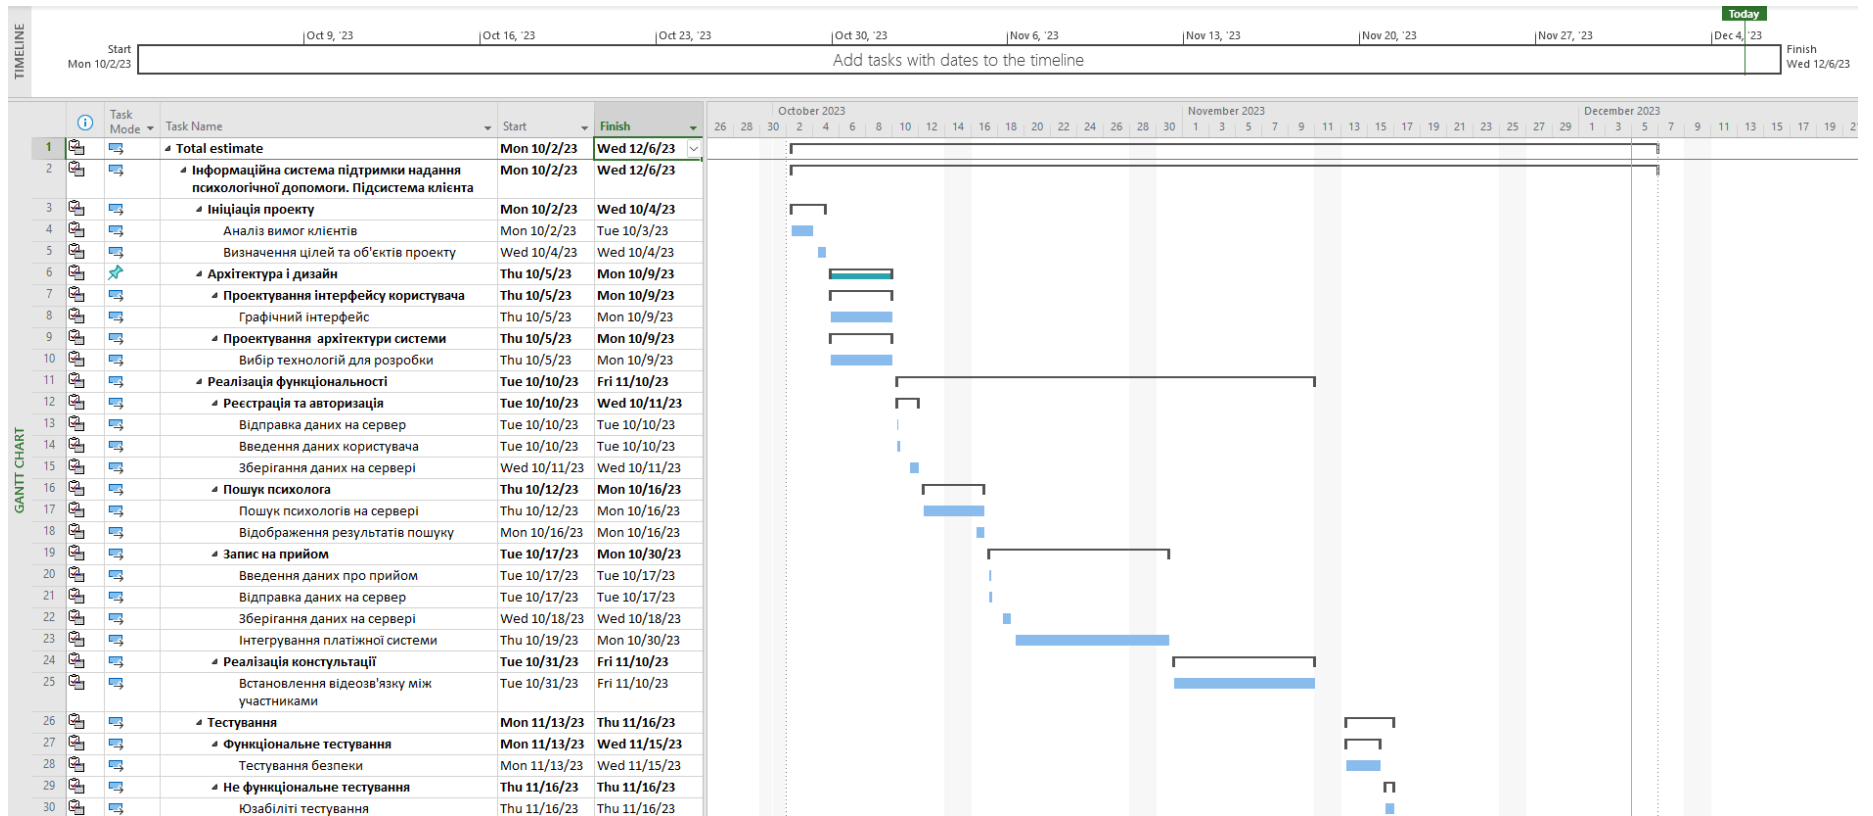 Today
Oct 9, '23 Oct 16, '23 Oct 23, '23 Oct 30, '23 Nov 6, '23 Nov 13, '23 Nov 20, '23 Nov 27, '23 Dec 4, '23
TIMELINE
Start
Mon 10/2/23
Add tasks with dates to the timeline
Finish
Wed 12/6/23
GANTT CHART
Task Mode Task Name Start Finish
October 2023 November 2023 December 2023
26 28 30 2 4 6 8 10 12 14 16 18 20 22 24 26 28 30 1 3 5 7 9 11 13 15 17 19 21 23 25 27 29 1 3 5 7 9 11 13 15 17 19 21
1 Total estimate Mon 10/2/23 Wed 12/6/23
2 Інформаційна система підтримки надання Mon 10/2/23 Wed 12/6/23
психологічної допомоги. Підсистема клієнта
3 Ініціація проекту Mon 10/2/23 Wed 10/4/23
4 Аналіз вимог клієнтів Mon 10/2/23 Tue 10/3/23
5 Визначення цілей та об'єктів проекту Wed 10/4/23 Wed 10/4/23
6 Архітектура і дизайн Thu 10/5/23 Mon 10/9/23
7 Проектування інтерфейсу користувача Thu 10/5/23 Mon 10/9/23
8 Графічний інтерфейс Thu 10/5/23 Mon 10/9/23
9 Проектування архітектури системи Thu 10/5/23 Mon 10/9/23
10 Вибір технологій для розробки Thu 10/5/23 Mon 10/9/23
11 Реалізація функціональності Tue 10/10/23 Fri 11/10/23
12 Реєстрація та авторизація Tue 10/10/23 Wed 10/11/23
13 Відправка даних на сервер Tue 10/10/23 Tue 10/10/23
14 Введення даних користувача Tue 10/10/23 Tue 10/10/23
15 Зберігання даних на сервері Wed 10/11/23 Wed 10/11/23
16 Пошук психолога Thu 10/12/23 Mon 10/16/23
17 Пошук психологів на сервері Thu 10/12/23 Mon 10/16/23
18 Відображення результатів пошуку Mon 10/16/23 Mon 10/16/23
19 Запис на прийом Tue 10/17/23 Mon 10/30/23
20 Введення даних про прийом Tue 10/17/23 Tue 10/17/23
21 Відправка даних на сервер Tue 10/17/23 Tue 10/17/23
22 Зберігання даних на сервері Wed 10/18/23 Wed 10/18/23
23 Інтегрування платіжної системи Thu 10/19/23 Mon 10/30/23
24 Реалізація констультації Tue 10/31/23 Fri 11/10/23
25 Встановлення відеозв'язку між Tue 10/31/23 Fri 11/10/23
учасниками
26 Тестування Mon 11/13/23 Thu 11/16/23
27 Функціональне тестування Mon 11/13/23 Wed 11/15/23
28 Тестування безпеки Mon 11/13/23 Wed 11/15/23
29 Не функціональне тестування Thu 11/16/23 Thu 11/16/23
30 Юзабіліті тестування Thu 11/16/23 Thu 11/16/23